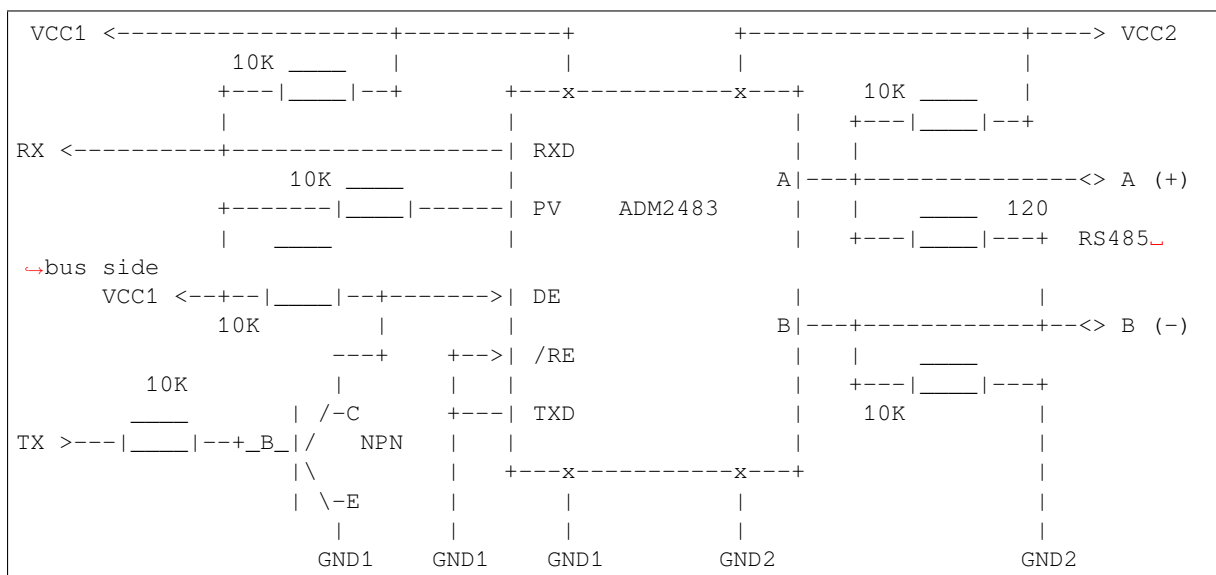 VCC1 <--------------------+------------+           +--------------------+----> VCC2
                10K ____   |            |           |                    |
               +---|____|--+        +---x-----------x---+     10K ____   |
               |                    |                   |    +---|____|--+
RX <----------+-------------------| RXD               |    |
                    10K ____       |                  A|---+---------------<> A (+)
               +-------|____|------| PV     ADM2483     |    |    ____  120
               |   ____             |                   |    +---|____|---+  RS485␣
↪bus side
      VCC1 <--+--|____|--+------->| DE                |                 |
              10K        |        |                  B|---+------------+--<> B (-)
                      ---+    +-->| /RE               |   |    ____
         10K          |       |   |                   |   +---|____|---+
        ____       | /-C      +---| TXD               |    10K         |
TX >---|____|--+_B_|/   NPN   |   |                   |                |
                   |\         |   +---x-----------x---+                |
                   | \-E      |       |           |                    |
                      |       |       |           |                    |
                    GND1    GND1    GND1        GND2                 GND2